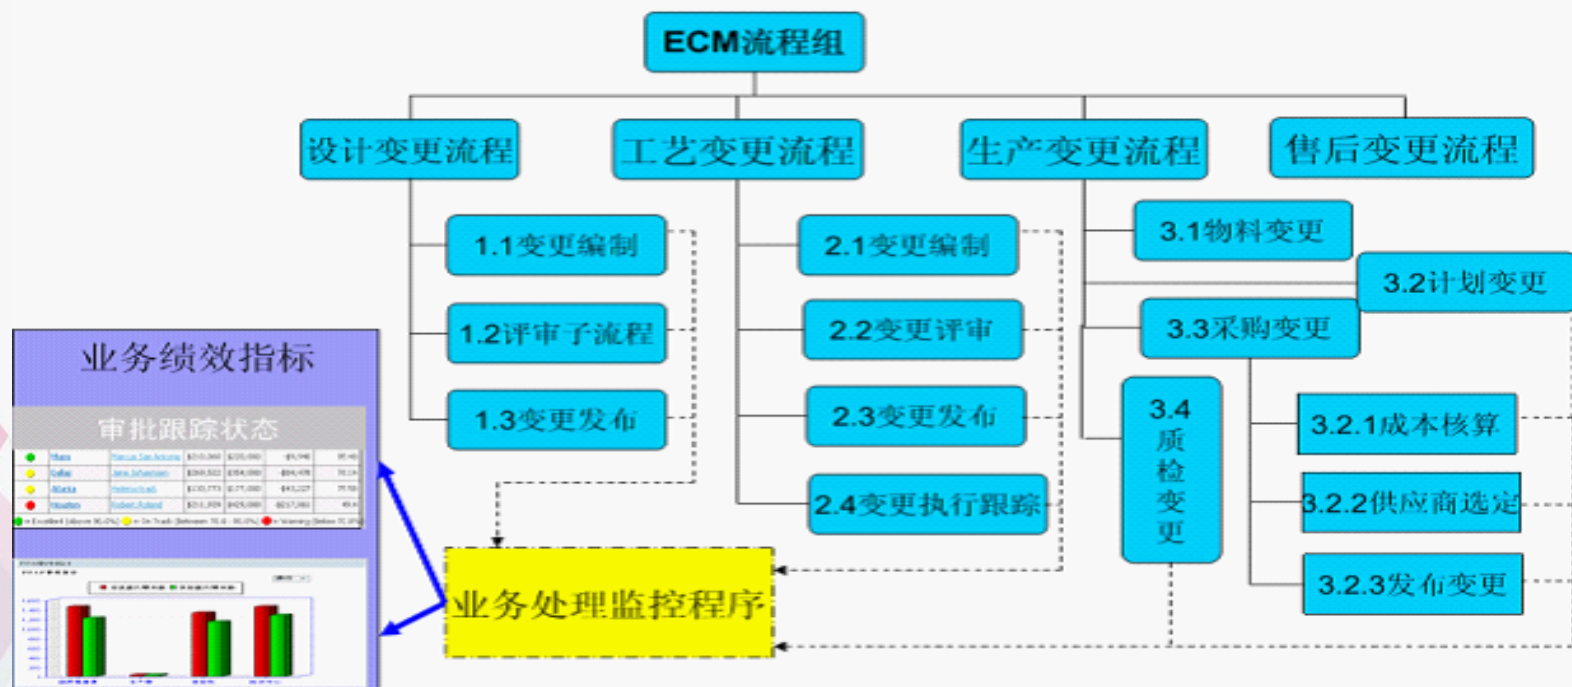 ECM流程组
设计变更流程
工艺变更流程
生产变更流程
售后变更流程
1.1变更编制
1.2评审子流程
1.3变更发布
2.1变更编制
2.2变更评审
2.3变更发布
2.4变更执行跟踪
3.1物料变更
3.2计划变更
3.3采购变更
3.4
质
检
变
更
3.2.1成本核算
3.2.2供应商选定
3.2.3发布变更
业务绩效指标
审批跟踪状态
业务处理监控程序